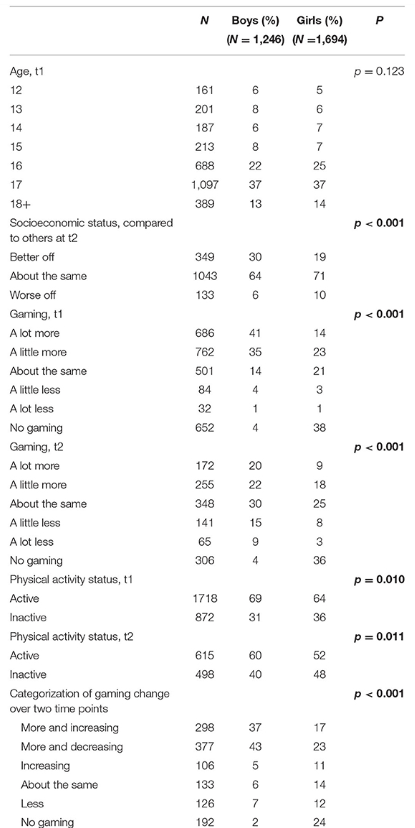 N Boys (%) Girls (%) P
(N = 1,246) (N =1,694)
Age, t1 p = 0.123
12 161 6 5
13 201 8 6
14 187 6 7
15 213 8 7
16 688 22 25
17 1,097 37 37
18+ 389 13 14
Socioeconomic status, compared p < 0.001
to others at t2
Better off 349 30 19
About the same 1043 64 71
Worse off 133 6 10
Gaming, t1 p < 0.001
A lot more 686 41 14
A little more 762 35 23
About the same 501 14 21
A little less 84 4 3
A lot less 32 1 1
No gaming 652 4 38
Gaming, t2 p < 0.001
A lot more 172 20 9
A little more 255 22 18
About the same 348 30 25
A little less 141 15 8
A lot less 65 9 3
No gaming 306 4 36
Physical activity status, t1 p = 0.010
Active 1718 69 64
Inactive 872 31 36
Physical activity status, t2 p = 0.011
Active 615 60 52
Inactive 498 40 48
Categorization of gaming change p < 0.001
over two time points
More and increasing 298 37 17
More and decreasing 377 43 23
Increasing 106 5 11
About the same 133 6 14
Less 126 7 12
No gaming 192 2 24